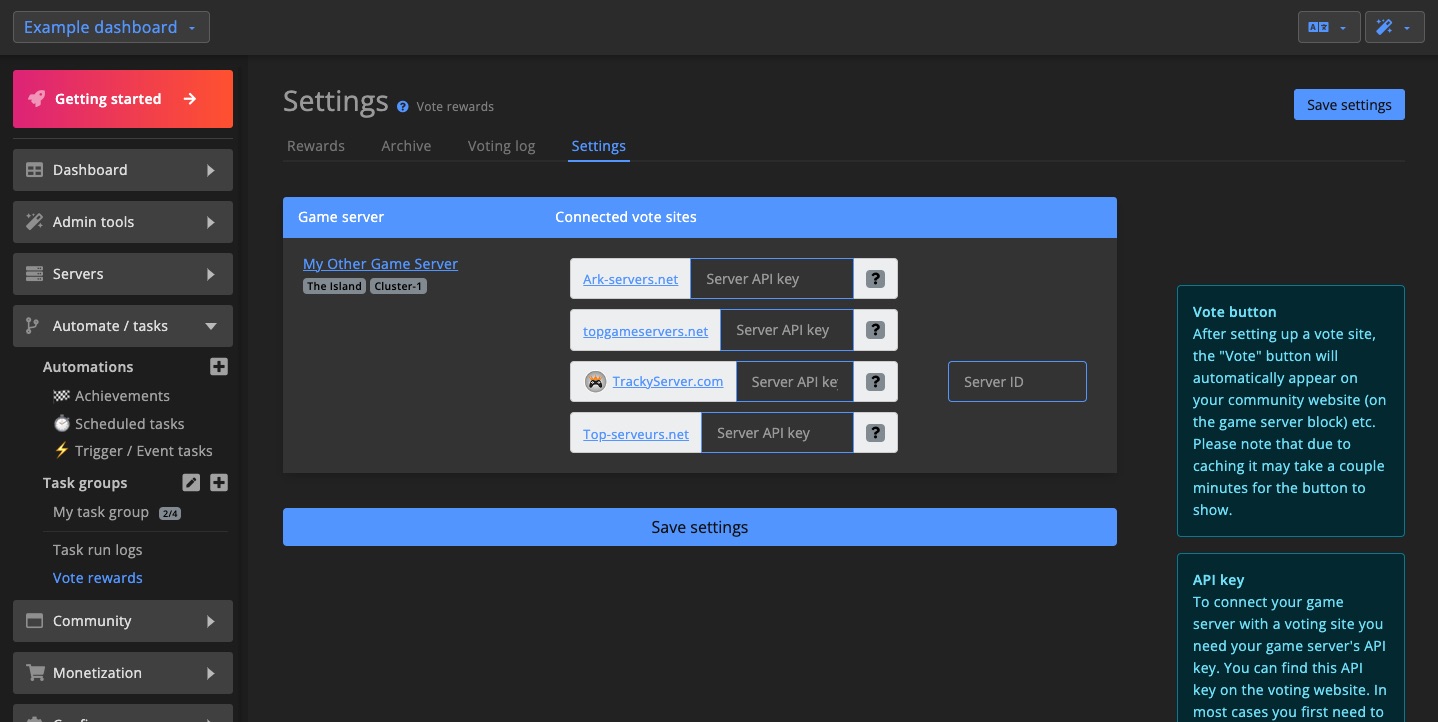 Example dashboard
Getting started
Dashboard
Admin tools
Servers
Automate / tasks
Automations
Achievements
Scheduled tasks
Trigger / Event tasks
Task groups
My task group 2/4
Task run logs
Vote rewards
Community
Monetization
Settings ? Vote rewards
Save settings
Rewards Archive Voting log Settings
Game server Connected vote sites
My Other Game Server
The Island Cluster-1
Ark-servers.net Server API key ?
topgameservers.net Server API key ?
TrackyServer.com Server API ke ? Server ID
Top-serveurs.net Server API key ?
Save settings
Vote button
After setting up a vote site,
the "Vote" button will
automatically appear on
your community website (on
the game server block) etc.
Please note that due to
caching it may take a couple
minutes for the button to
show.
API key
To connect your game
server with a voting site you
need your game server's API
key. You can find this API
key on the voting website. In
most cases you first need to